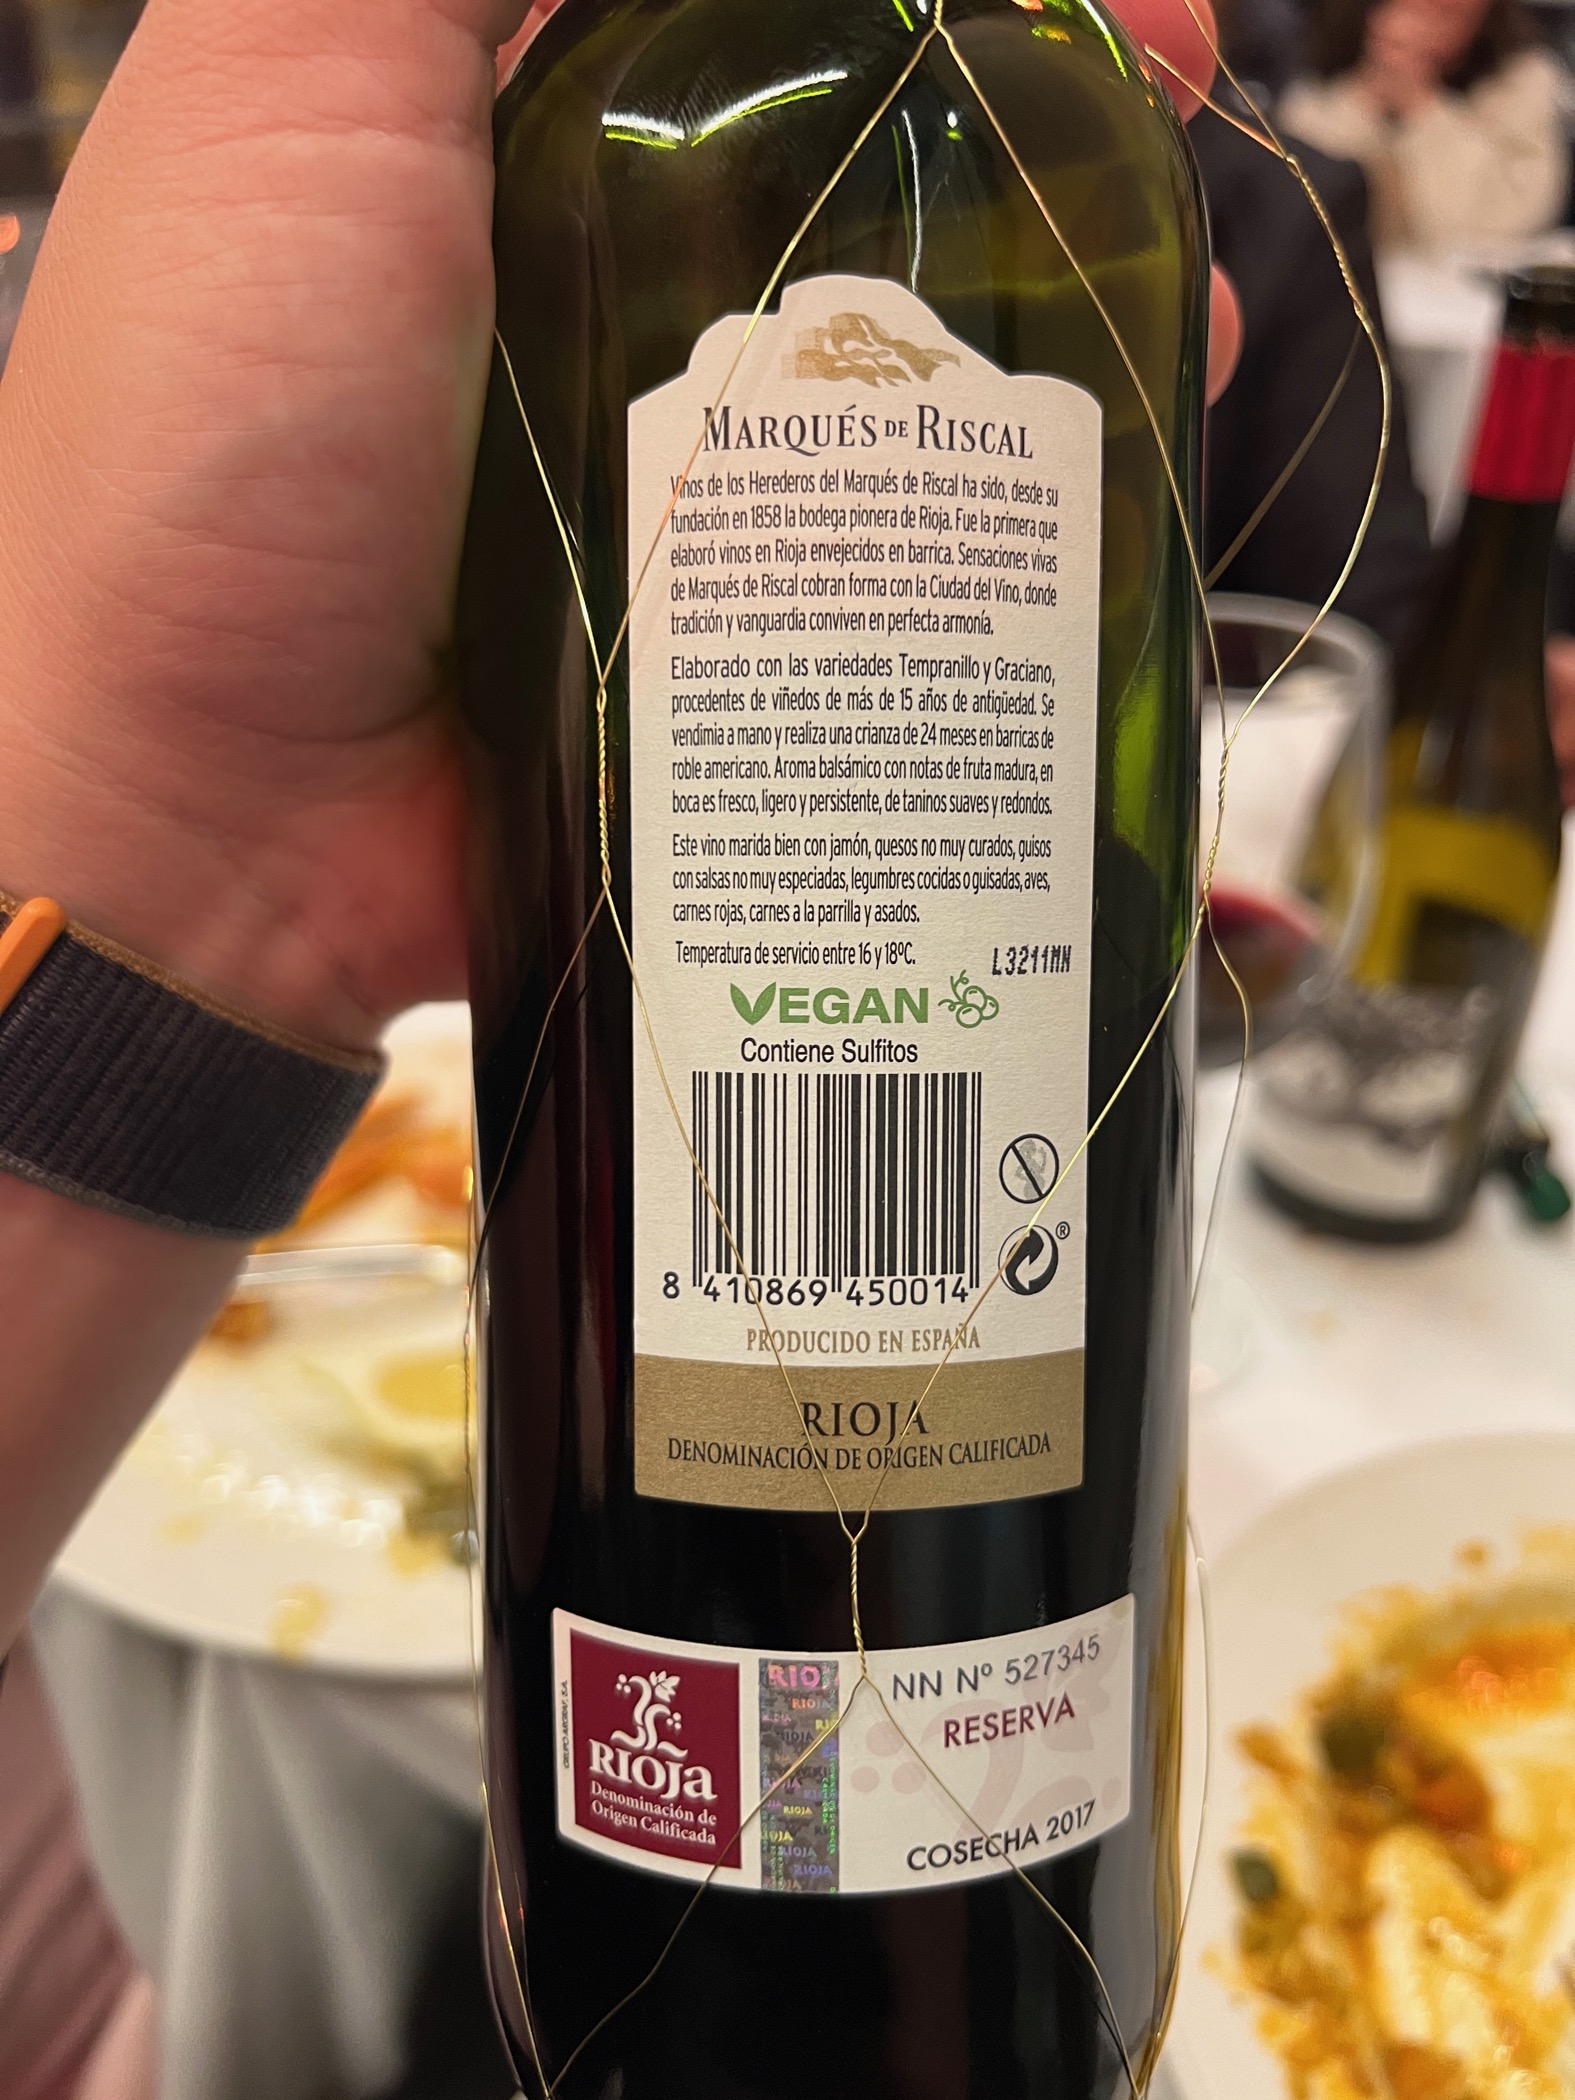 MARQUÉS DE RISCAL
Vinos de los Herederos del Marqués de Riscal ha sido, desde su
fundación en 1858 la bodega pionera de Rioja. Fue la primera que
elaboró vinos en Rioja envejecidos en barrica. Sensaciones vivas
de Marqués de Riscal cobran forma con la Ciudad del Vino, donde
tradición y vanguardia conviven en perfecta armonía.
Elaborado con las variedades Tempranillo y Graciano,
procedentes de viñedos de más de 15 años de antigüedad. Se
vendimia a mano y realiza una crianza de 24 meses en barricas de
roble americano. Aroma balsámico con notas de fruta madura, en
boca es fresco, ligero y persistente, de taninos suaves y redondos.
Este vino marida bien con jamón, quesos no muy curados, guisos
con salsas no muy especiadas, legumbres cocidas o guisadas, aves,
carnes rojas, carnes a la parrilla y asados.
Temperatura de servicio entre 16 y 18ºC.
L3211MN
VEGAN
Contiene Sulfitos
8 410869 450014
®
PRODUCIDO EN ESPAÑA
RIOJA
DENOMINACIÓN DE ORIGEN CALIFICADA
RIOJa
Denominación de
Origen Calificada
RIO
RIOJA
RIOJA
RIOJA
NN Nº 527345
RESERVA
COSECHA 2017